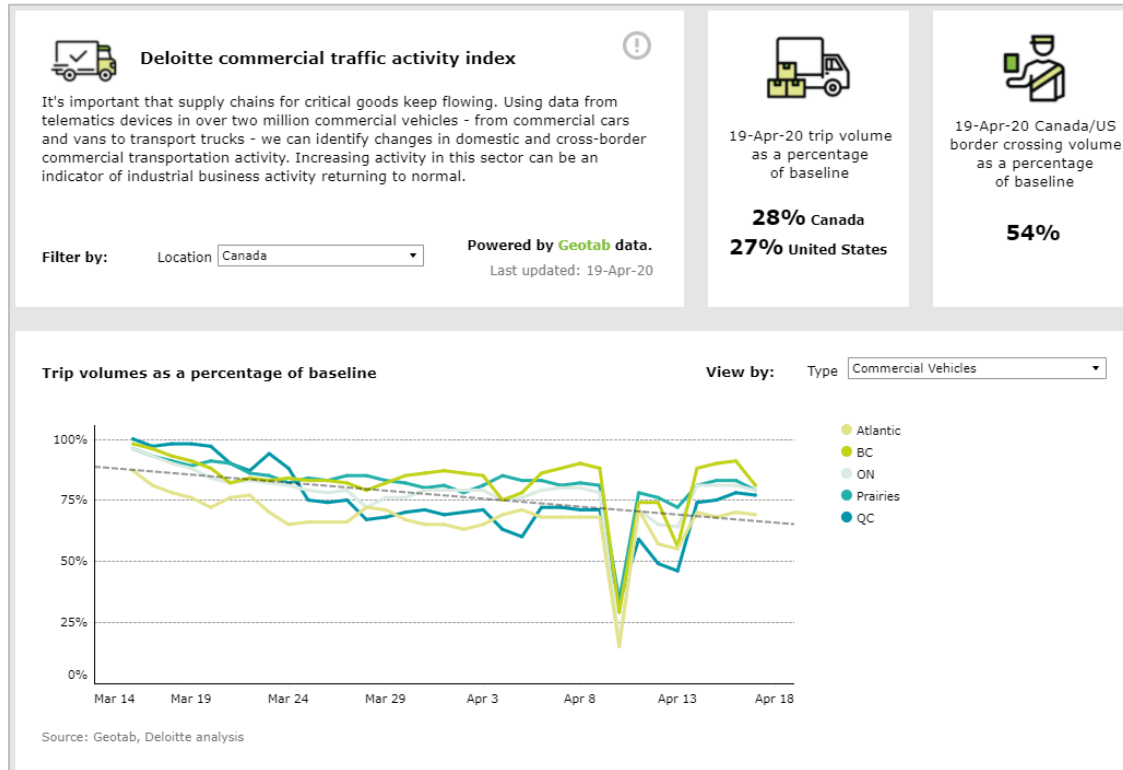 Deloitte commercial traffic activity index
It's important that supply chains for critical goods keep flowing. Using data from
telematics devices in over two million commercial vehicles - from commercial cars
and vans to transport trucks - we can identify changes in domestic and cross-border
commercial transportation activity. Increasing activity in this sector can be an
indicator of industrial business activity returning to normal.
Filter by:
Location Canada
Powered by Geotab data.
Last updated: 19-Apr-20
19-Apr-20 trip volume
as a percentage
of baseline
28% Canada
27% United States
19-Apr-20 Canada/US
border crossing volume
as a percentage
of baseline
54%
Trip volumes as a percentage of baseline
View by:
Type Commercial Vehicles
100%
75%
50%
25%
0%
Mar 14 Mar 19 Mar 24 Mar 29 Apr 3 Apr 8 Apr 13 Apr 18
Atlantic
BC
ON
Prairies
QC
Source: Geotab, Deloitte analysis